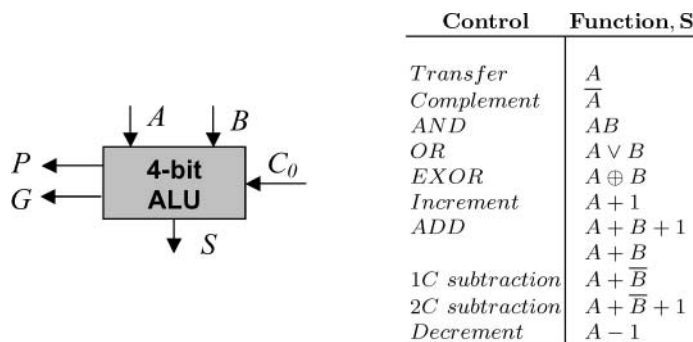 A
B
P
4-bit
C₀
G
ALU
S
Control Function, S
Transfer A
Complement A̅
AND AB
OR A ∨ B
EXOR A ⊕ B
Increment A + 1
ADD A + B + 1
A + B
1C subtraction A + B̅
2C subtraction A + B̅ + 1
Decrement A − 1